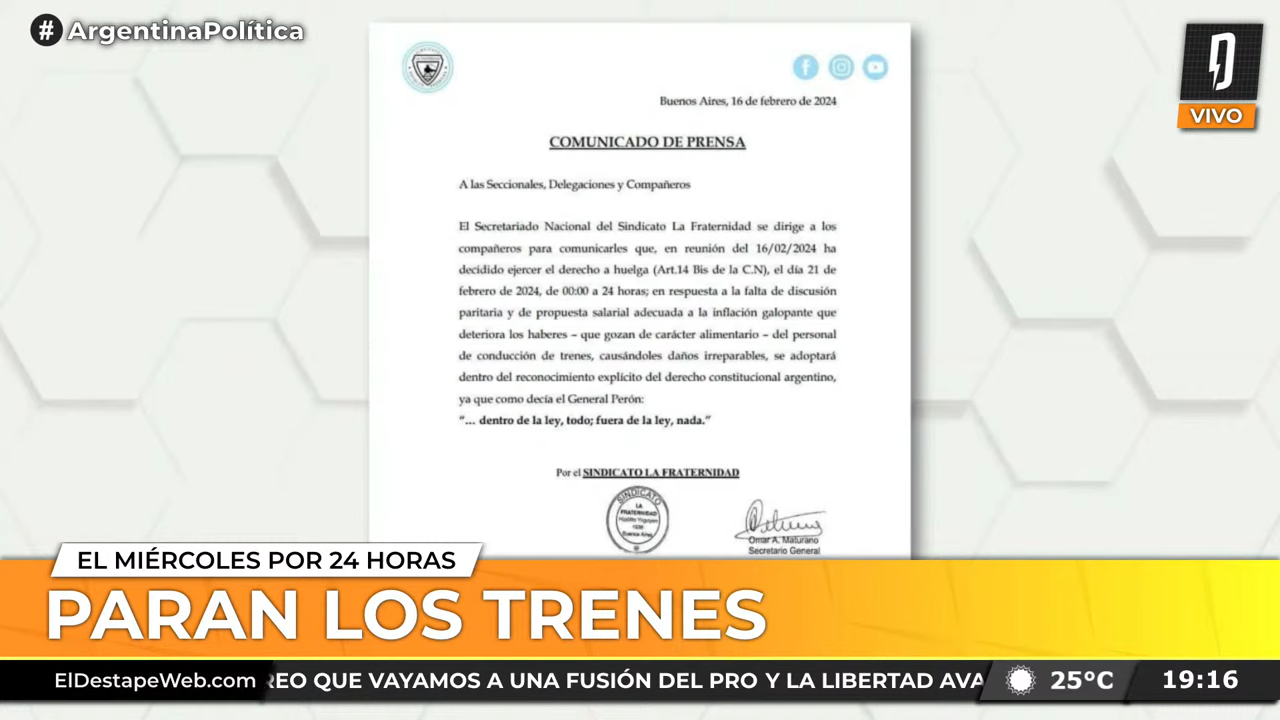 # ArgentinaPolítica
VIVO
Buenos Aires, 16 de febrero de 2024
COMUNICADO DE PRENSA
A las Seccionales, Delegaciones y Compañeros
El Secretariado Nacional del Sindicato La Fraternidad se dirige a los
compañeros para comunicarles que, en reunión del 16/02/2024 ha
decidido ejercer el derecho a huelga (Art.14 Bis de la C.N), el día 21 de
febrero de 2024, de 00:00 a 24 horas; en respuesta a la falta de discusión
paritaria y de propuesta salarial adecuada a la inflación galopante que
deteriora los haberes – que gozan de carácter alimentario – del personal
de conducción de trenes, causándoles daños irreparables, se adoptará
dentro del reconocimiento explícito del derecho constitucional argentino,
ya que como decía el General Perón:
"... dentro de la ley, todo; fuera de la ley, nada."
Por el SINDICATO LA FRATERNIDAD
SINDICATO
LA
FRATERNIDAD
Hipólito Yrigoyen
1938
Buenos Aires
Omar A. Maturano
Secretario General
EL MIÉRCOLES POR 24 HORAS
PARAN LOS TRENES
ElDestapeWeb.com REO QUE VAYAMOS A UNA FUSIÓN DEL PRO Y LA LIBERTAD AVA 25°C 19:16